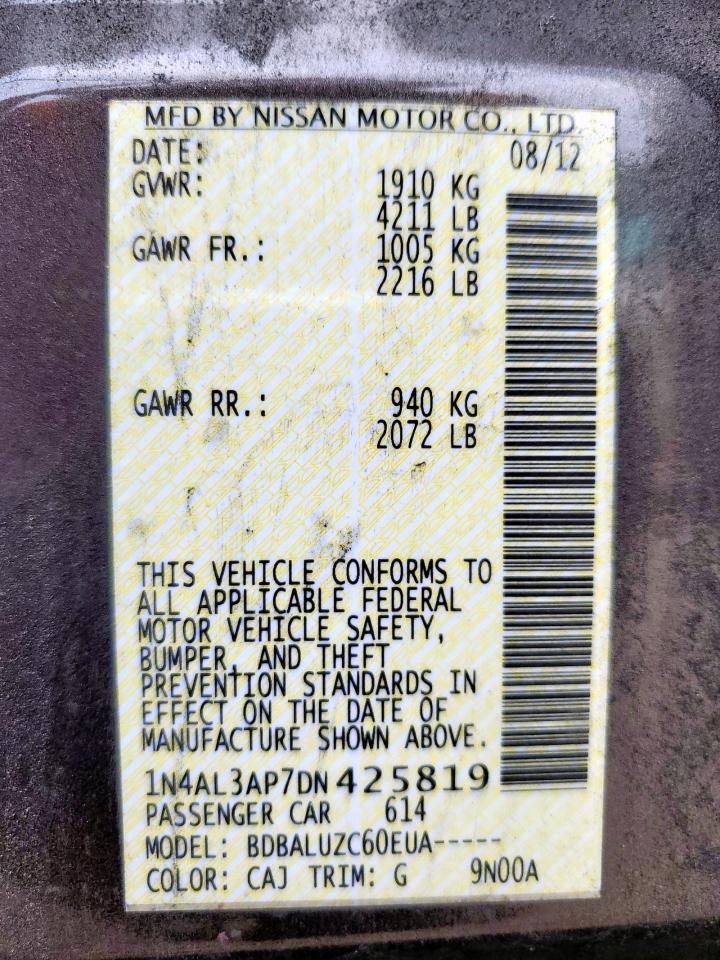 MFD BY NISSAN MOTOR CO., LTD.
DATE: 08/12
GVWR: 1910 KG
4211 LB
GAWR FR.: 1005 KG
2216 LB
GAWR RR.: 940 KG
2072 LB
THIS VEHICLE CONFORMS TO
ALL APPLICABLE FEDERAL
MOTOR VEHICLE SAFETY,
BUMPER, AND THEFT
PREVENTION STANDARDS IN
EFFECT ON THE DATE OF
MANUFACTURE SHOWN ABOVE.
1N4AL3AP7DN425819
PASSENGER CAR 614
MODEL: BDBALUZC60EUA-----
COLOR: CAJ TRIM: G 9N00A